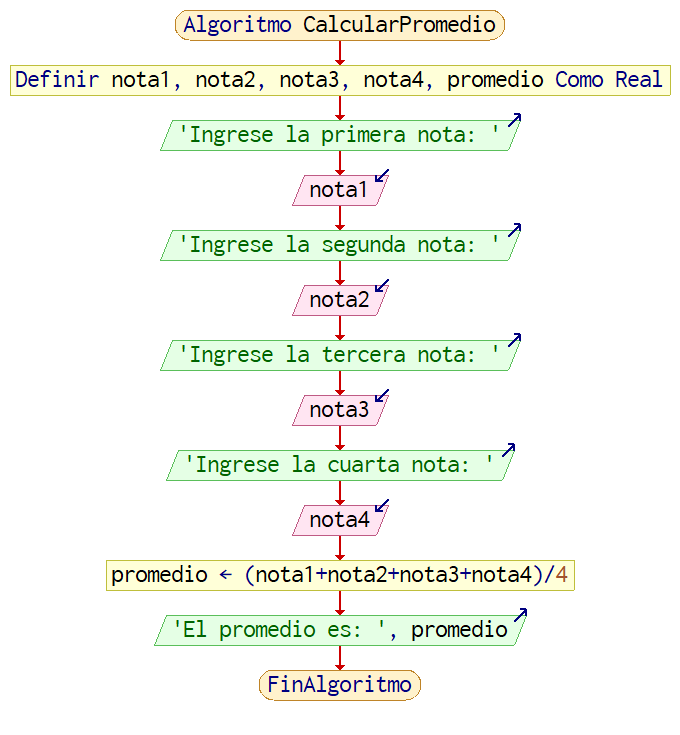 Algoritmo CalcularPromedio
Definir nota1, nota2, nota3, nota4, promedio Como Real
'Ingrese la primera nota: '
nota1
'Ingrese la segunda nota: '
nota2
'Ingrese la tercera nota: '
nota3
'Ingrese la cuarta nota: '
nota4
promedio ← (nota1+nota2+nota3+nota4)/4
'El promedio es: ', promedio
FinAlgoritmo